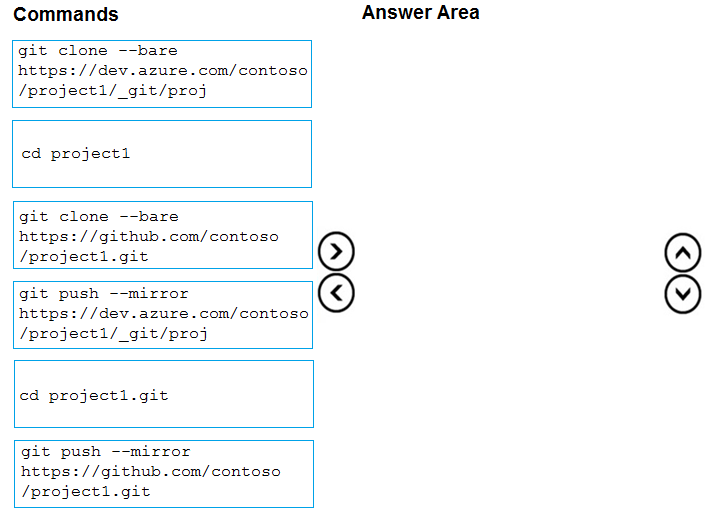 Commands
Answer Area
git clone --bare
https://dev.azure.com/contoso
/project1/_git/proj
cd project1
git clone --bare
https://github.com/contoso
/project1.git
git push --mirror
https://dev.azure.com/contoso
/project1/_git/proj
cd project1.git
git push --mirror
https://github.com/contoso
/project1.git